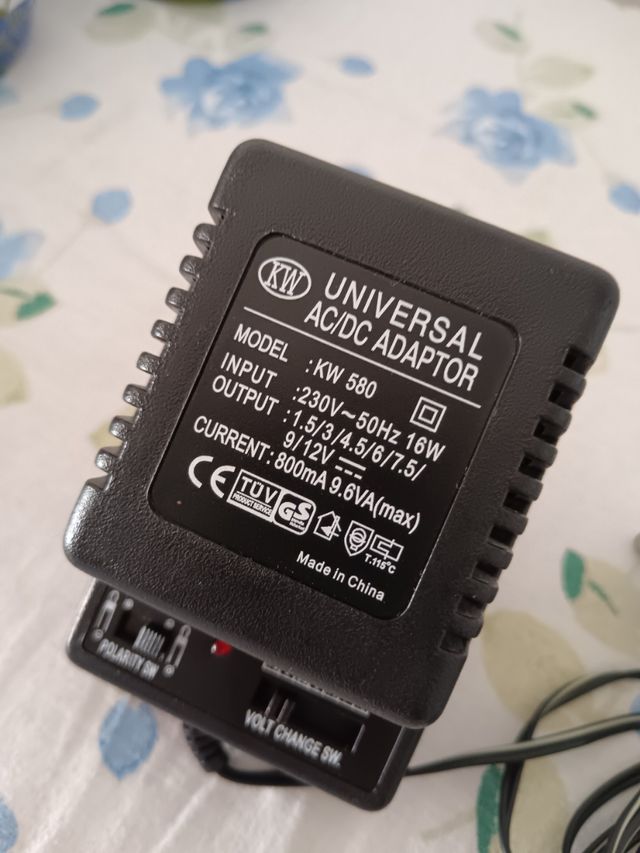 KW
UNIVERSAL
AC/DC ADAPTOR
MODEL : KW 580
INPUT :230V~50Hz 16W
OUTPUT :1.5/3/4.5/6/7.5/
9/12V
CURRENT: 800mA 9.6VA(max)
CE TÜV PRODUCT SERVICE GS T.115°C
Made in China
POLARITY SW
VOLT CHANGE SW.